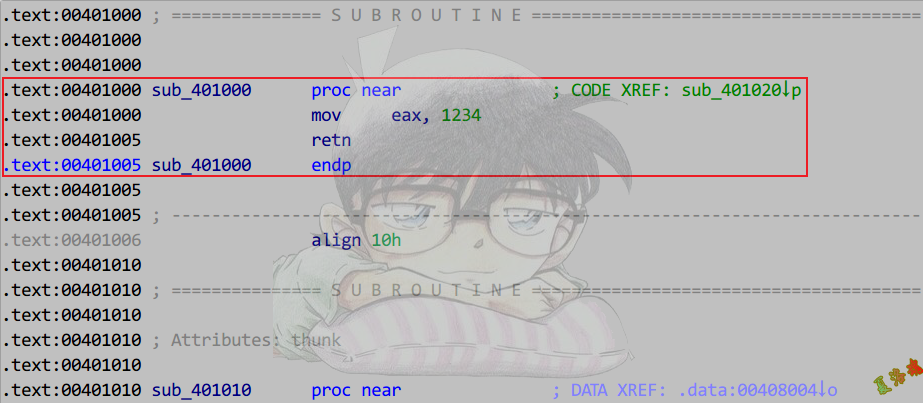 .text:00401000 ; =============== S U B R O U T I N E =======================================
.text:00401000
.text:00401000
.text:00401000 sub_401000 proc near ; CODE XREF: sub_401020↓p
.text:00401000 mov eax, 1234
.text:00401005 retn
.text:00401005 sub_401000 endp
.text:00401005
.text:00401005 ; ---------------------------------------------------------------------------
.text:00401006 align 10h
.text:00401010
.text:00401010 ; =============== S U B R O U T I N E =======================================
.text:00401010
.text:00401010 ; Attributes: thunk
.text:00401010
.text:00401010 sub_401010 proc near ; DATA XREF: .data:00408004↓o